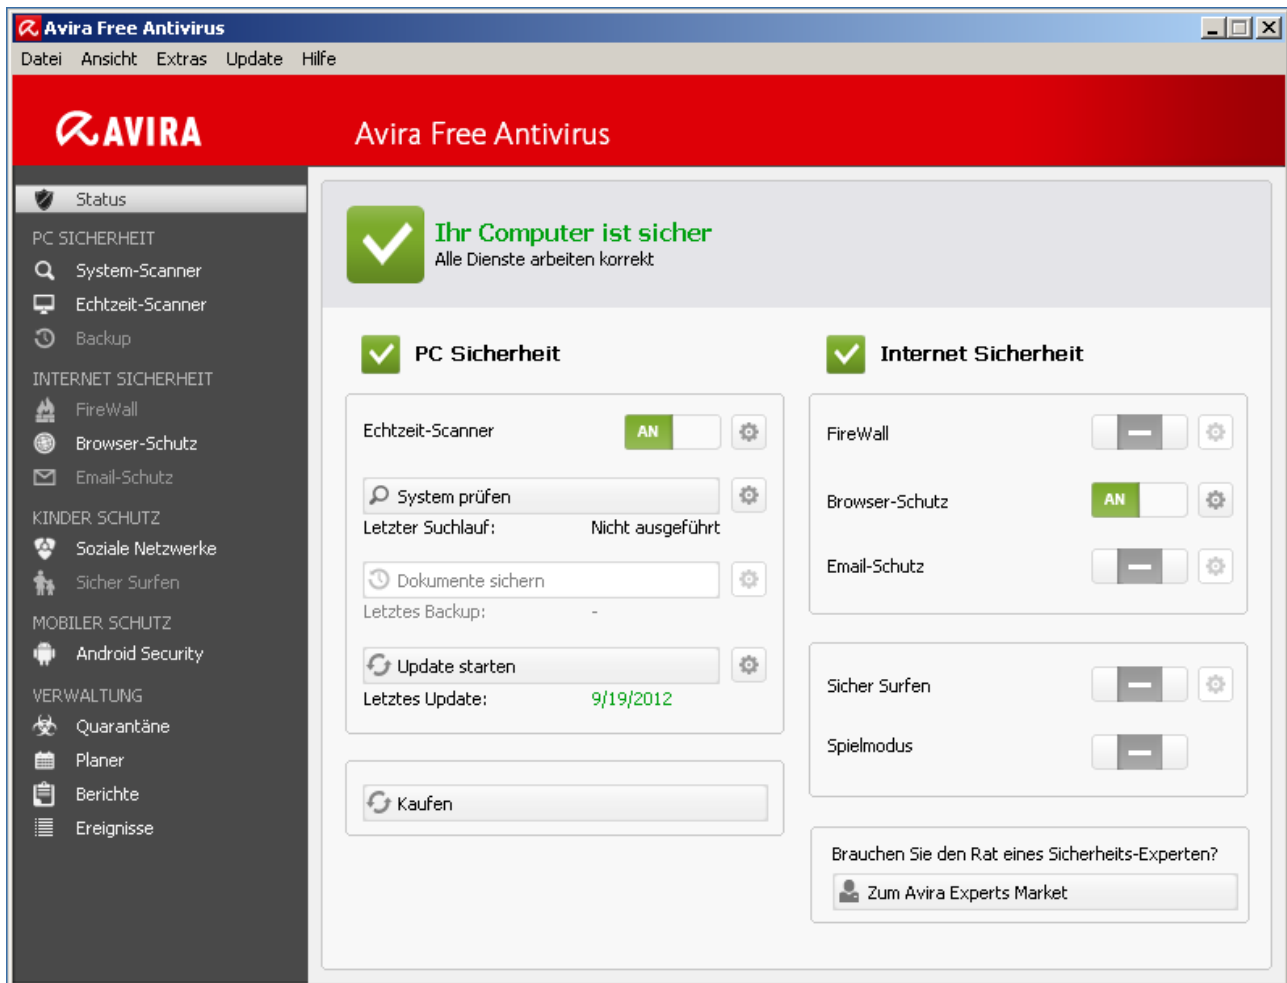 Avira Free Antivirus
Datei Ansicht Extras Update Hilfe
AVIRA
Avira Free Antivirus
Status
PC SICHERHEIT
System-Scanner
Echtzeit-Scanner
Backup
INTERNET SICHERHEIT
FireWall
Browser-Schutz
Email-Schutz
KINDER SCHUTZ
Soziale Netzwerke
Sicher Surfen
MOBILER SCHUTZ
Android Security
VERWALTUNG
Quarantäne
Planer
Berichte
Ereignisse
Ihr Computer ist sicher
Alle Dienste arbeiten korrekt
PC Sicherheit
Echtzeit-Scanner AN
System prüfen
Letzter Suchlauf: Nicht ausgeführt
Dokumente sichern
Letztes Backup: -
Update starten
Letztes Update: 9/19/2012
Kaufen
Internet Sicherheit
FireWall
Browser-Schutz AN
Email-Schutz
Sicher Surfen
Spielmodus
Brauchen Sie den Rat eines Sicherheits-Experten?
Zum Avira Experts Market